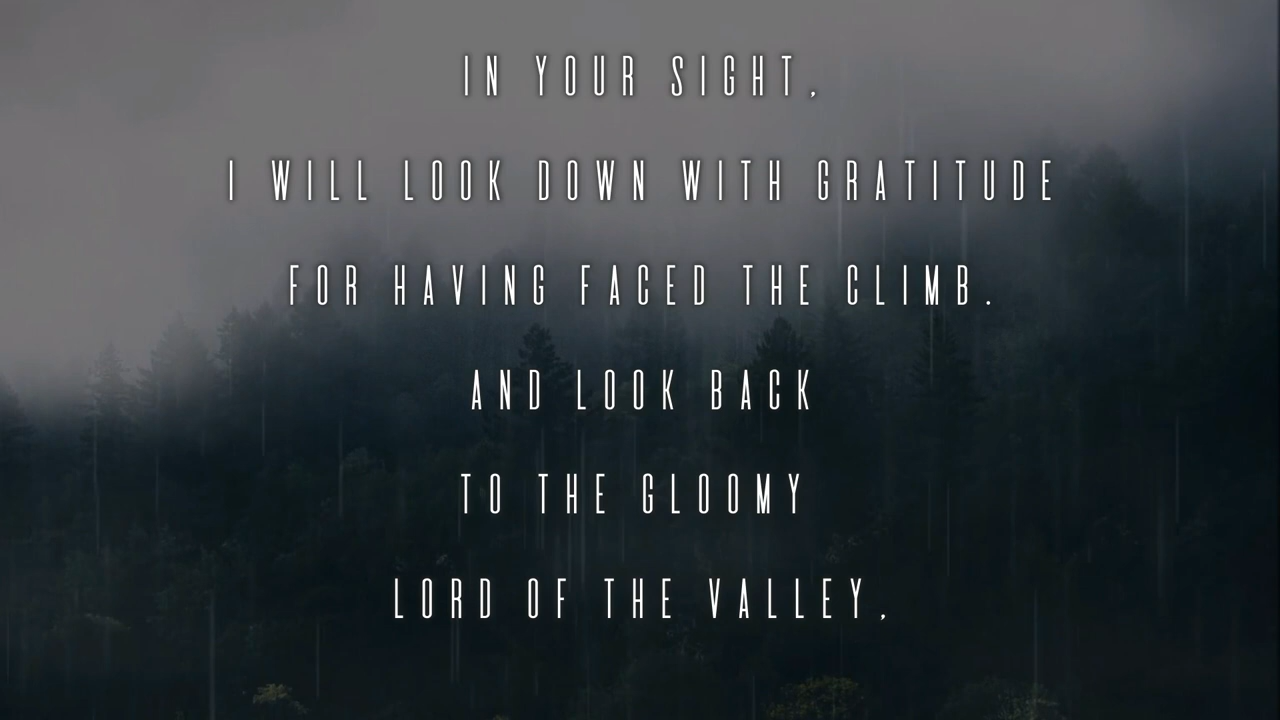 IN YOUR SIGHT,
I WILL LOOK DOWN WITH GRATITUDE
FOR HAVING FACED THE CLIMB.
AND LOOK BACK
TO THE GLOOMY
LORD OF THE VALLEY,